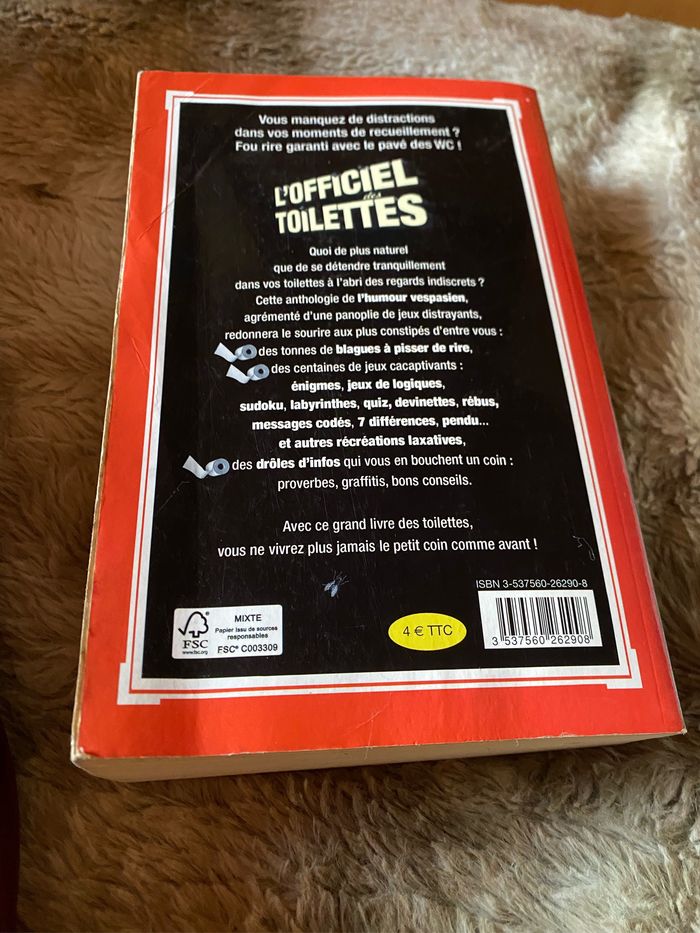 Vous manquez de distractions
dans vos moments de recueillement ?
Fou rire garanti avec le pavé des WC !
L'OFFICIEL
des
TOILETTES
Quoi de plus naturel
que de se détendre tranquillement
dans vos toilettes à l'abri des regards indiscrets ?
Cette anthologie de l'humour vespasien,
agrémenté d'une panoplie de jeux distrayants,
redonnera le sourire aux plus constipés d'entre vous :
des tonnes de blagues à pisser de rire,
des centaines de jeux cacaptivants :
énigmes, jeux de logiques,
sudoku, labyrinthes, quiz, devinettes, rébus,
messages codés, 7 différences, pendu...
et autres récréations laxatives,
des drôles d'infos qui vous en bouchent un coin :
proverbes, graffitis, bons conseils.
Avec ce grand livre des toilettes,
vous ne vivrez plus jamais le petit coin comme avant !
FSC
www.fsc.org
MIXTE
Papier issu de sources
responsables
FSC® C003309
4 € TTC
ISBN 3-537560-26290-8
3 537560 262908